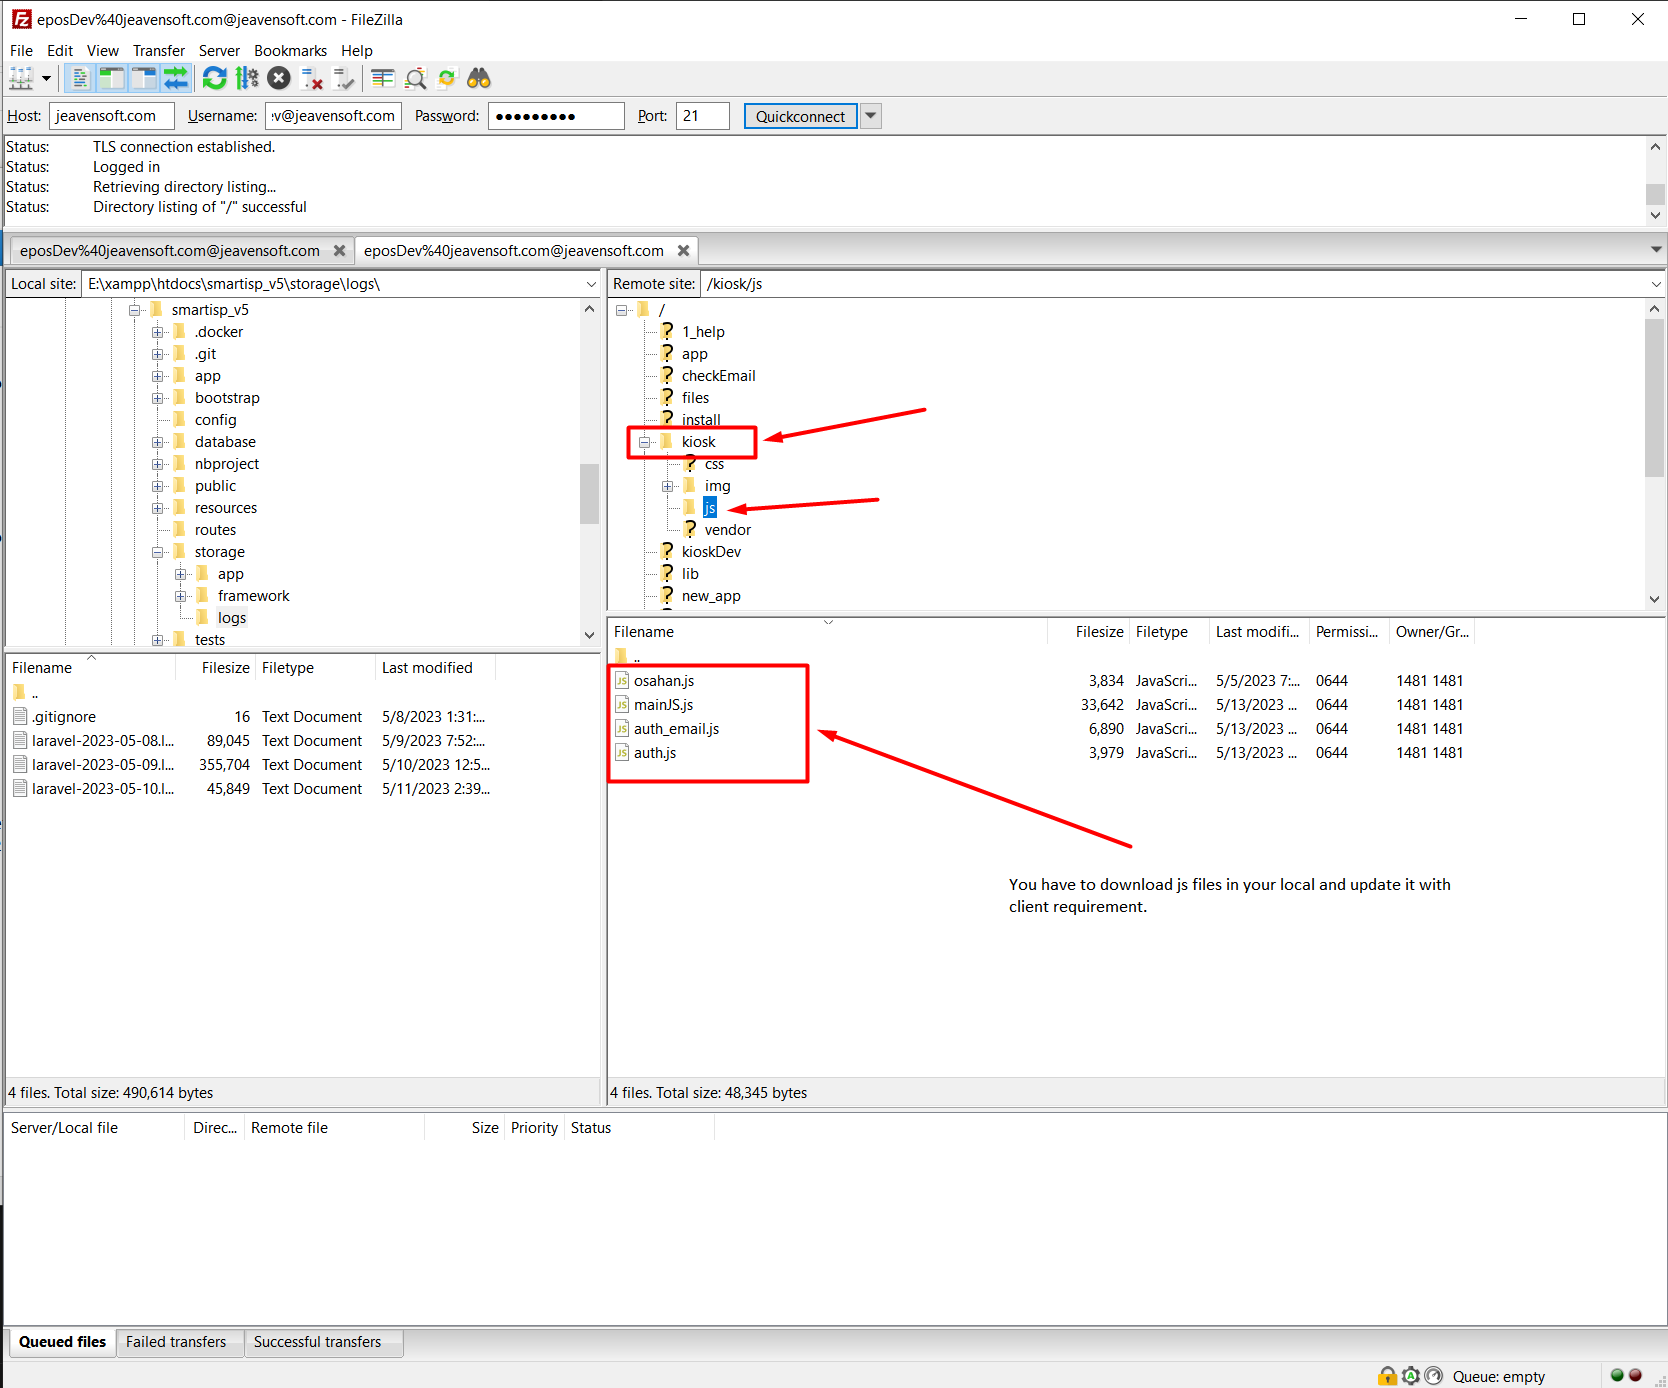 eposDev%40jeavensoft.com@jeavensoft.com - FileZilla
File Edit View Transfer Server Bookmarks Help
Host: jeavensoft.com Username: v@jeavensoft.com Password: ●●●●●●●●● Port: 21 Quickconnect
Status: TLS connection established.
Status: Logged in
Status: Retrieving directory listing...
Status: Directory listing of "/" successful
eposDev%40jeavensoft.com@jeavensoft.com eposDev%40jeavensoft.com@jeavensoft.com
Local site: E:\xampp\htdocs\smartisp_v5\storage\logs\
smartisp_v5
.docker
.git
app
bootstrap
config
database
nbproject
public
resources
routes
storage
app
framework
logs
tests
Filename Filesize Filetype Last modified
..
.gitignore 16 Text Document 5/8/2023 1:31:...
laravel-2023-05-08.l... 89,045 Text Document 5/9/2023 7:52:...
laravel-2023-05-09.l... 355,704 Text Document 5/10/2023 12:5...
laravel-2023-05-10.l... 45,849 Text Document 5/11/2023 2:39...
4 files. Total size: 490,614 bytes
Remote site: /kiosk/js
/
1_help
app
checkEmail
files
install
kiosk
css
img
js
vendor
kioskDev
lib
new_app
Filename Filesize Filetype Last modifi... Permissi... Owner/Gr...
..
osahan.js 3,834 JavaScri... 5/5/2023 7:... 0644 1481 1481
mainJS.js 33,642 JavaScri... 5/13/2023 ... 0644 1481 1481
auth_email.js 6,890 JavaScri... 5/13/2023 ... 0644 1481 1481
auth.js 3,979 JavaScri... 5/13/2023 ... 0644 1481 1481
You have to download js files in your local and update it with
client requirement.
4 files. Total size: 48,345 bytes
Server/Local file Direc... Remote file Size Priority Status
Queued files Failed transfers Successful transfers
Queue: empty